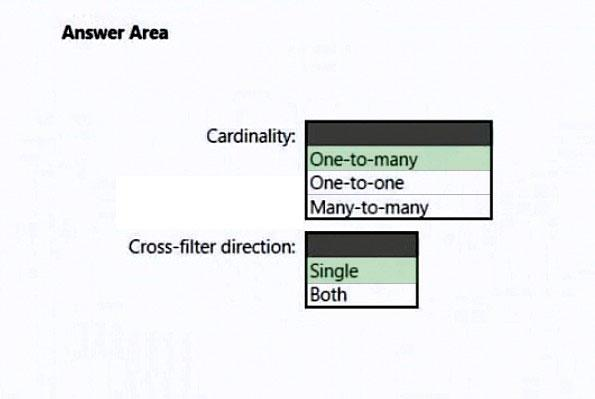 Answer Area
Cardinality:
One-to-many
One-to-one
Many-to-many
Cross-filter direction:
Single
Both